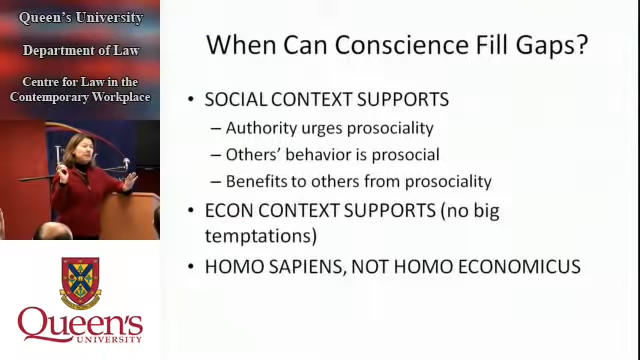 Queen's University
Department of Law
Centre for Law in the
Contemporary Workplace
When Can Conscience Fill Gaps?
• SOCIAL CONTEXT SUPPORTS
– Authority urges prosociality
– Others' behavior is prosocial
– Benefits to others from prosociality
• ECON CONTEXT SUPPORTS (no big
temptations)
• HOMO SAPIENS, NOT HOMO ECONOMICUS
Queen's
UNIVERSITY